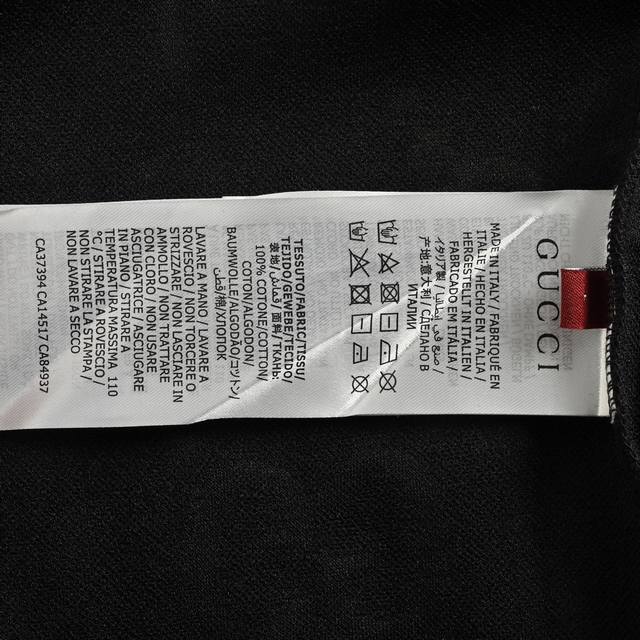 GUCCI
MADE IN ITALY / FABRIQUÉ EN
ITALIE / HECHO EN ITALIA /
HERGESTELLT IN ITALIEN /
FABRICADO EM ITÁLIA /
イタリア製 / صنع في إيطاليا /
产地:意大利 / СДЕЛАНО В
ИТАЛИИ
TESSUTO/FABRIC/TISSU/
TEJIDO/GEWEBE/TECIDO/
表地/قماش/面料/ТКАНЬ
100% COTONE/COTTON/
COTON/ALGODON/
BAUMWOLLE/ALGODÃO/コットン/
قطن/棉/ХЛОПОК
LAVARE A MANO / LAVARE A
ROVESCIO / NON TORCERE O
STRIZZARE / NON LASCIARE IN
AMMOLLO / NON TRATTARE
CON CLORO / NON USARE
ASCIUGATRICE / ASCIUGARE
IN PIANO / STIRARE A
TEMPERATURA MASSIMA 110
°C / STIRARE A ROVESCIO /
NON STIRARE LA STAMPA /
NON LAVARE A SECCO
CA37394 CA14517 CA84937